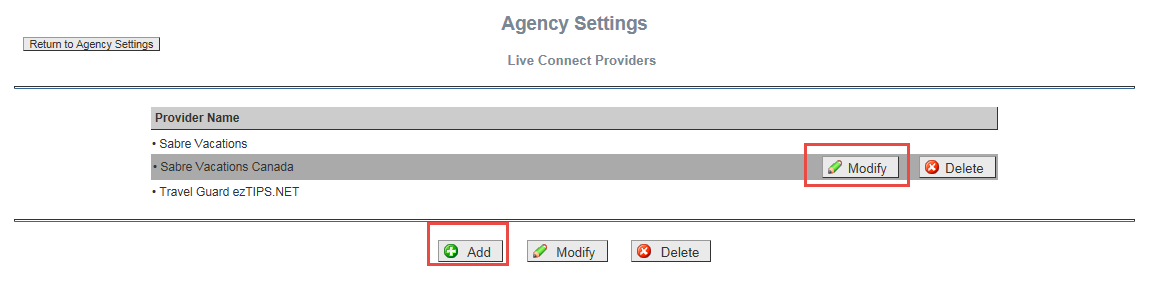 Agency Settings
Return to Agency Settings
Live Connect Providers
Provider Name
• Sabre Vacations
• Sabre Vacations Canada Modify Delete
• Travel Guard ezTIPS.NET
Add Modify Delete